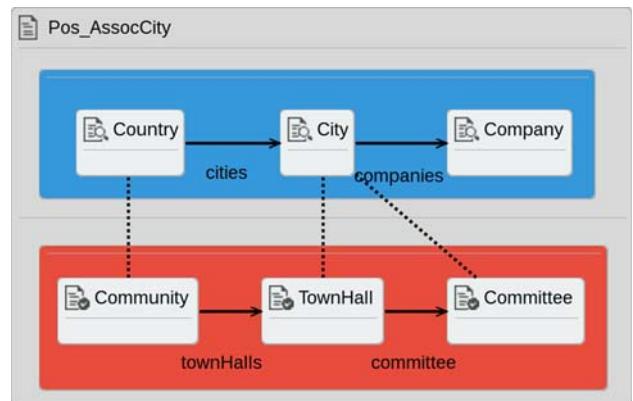 Pos_AssocCity
Country
City
Company
cities
companies
Community
TownHall
Committee
townHalls
committee